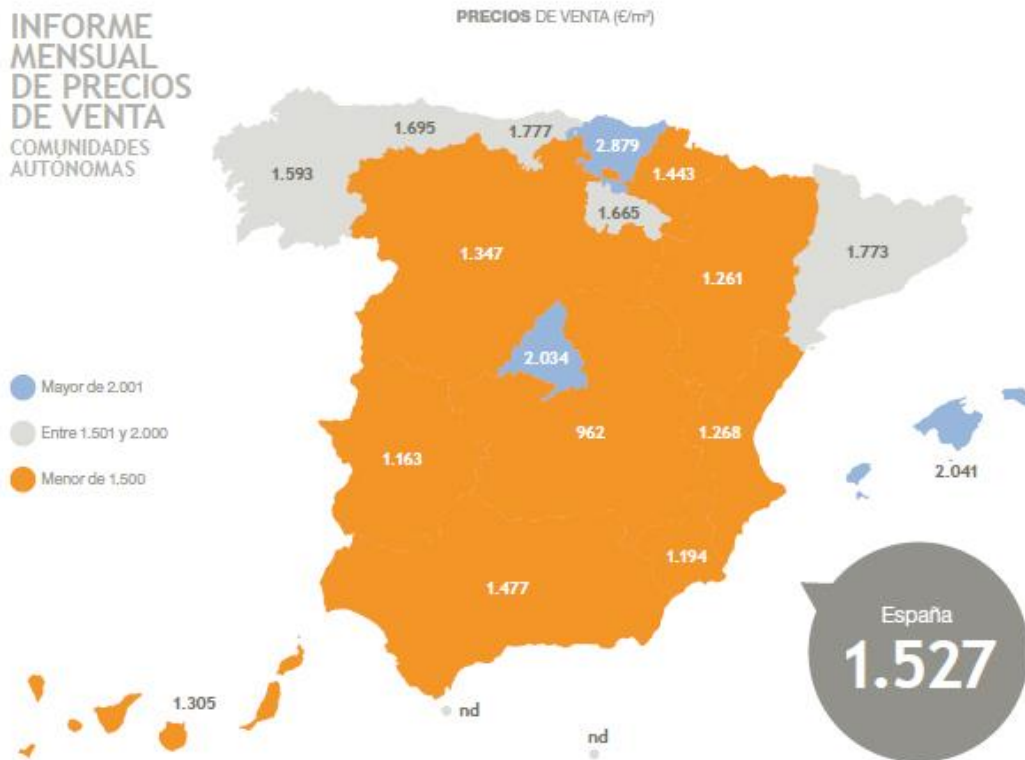 INFORME
MENSUAL
DE PRECIOS
DE VENTA
COMUNIDADES
AUTÓNOMAS
PRECIOS DE VENTA (€/m²)
1.695
1.777
2.879
1.593
1.443
1.665
1.347
1.261
1.773
2.034
Mayor de 2.001
Entre 1.501 y 2.000
Menor de 1.500
962
1.268
1.163
2.041
1.194
1.477
España
1.527
1.305
nd
nd